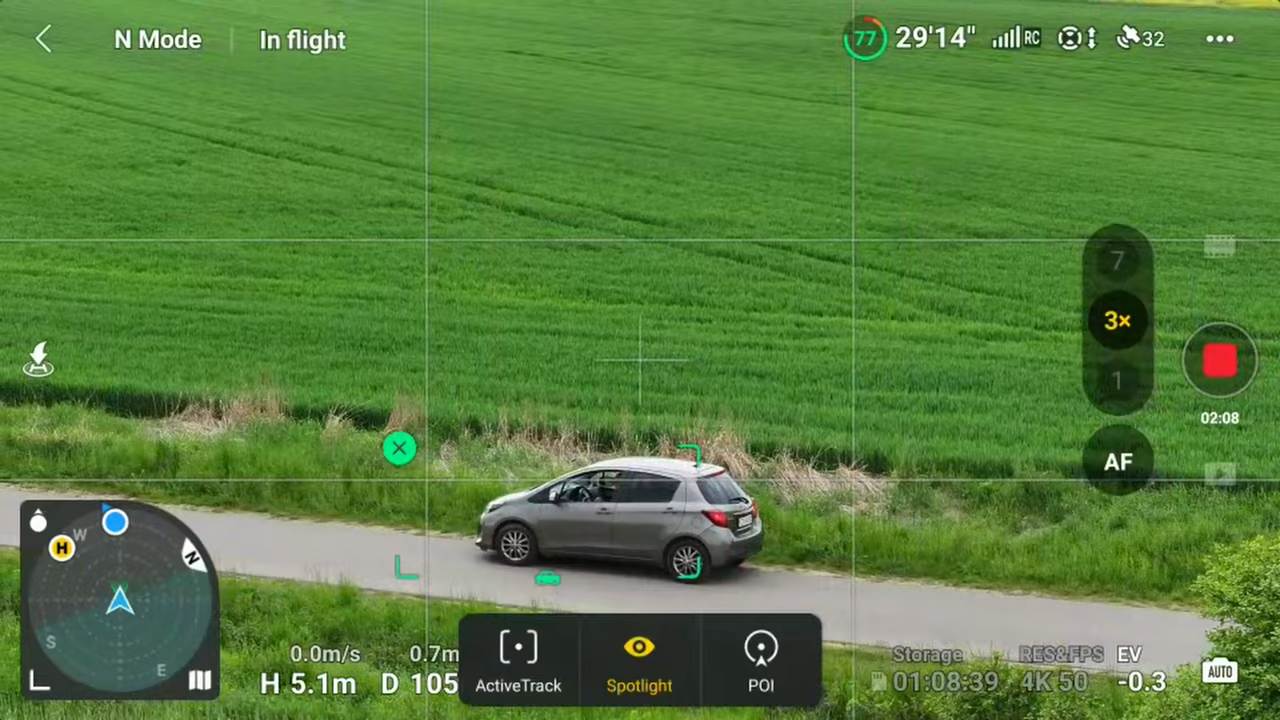 N Mode
In flight
77
29'14"
RC
32
7
3×
1
02:08
AF
H
W
N
S
E
0.0m/s
0.7m
H 5.1m
D 105
ActiveTrack
Spotlight
POI
Storage
01:08:39
RES&FPS
4K 50
EV
-0.3
AUTO